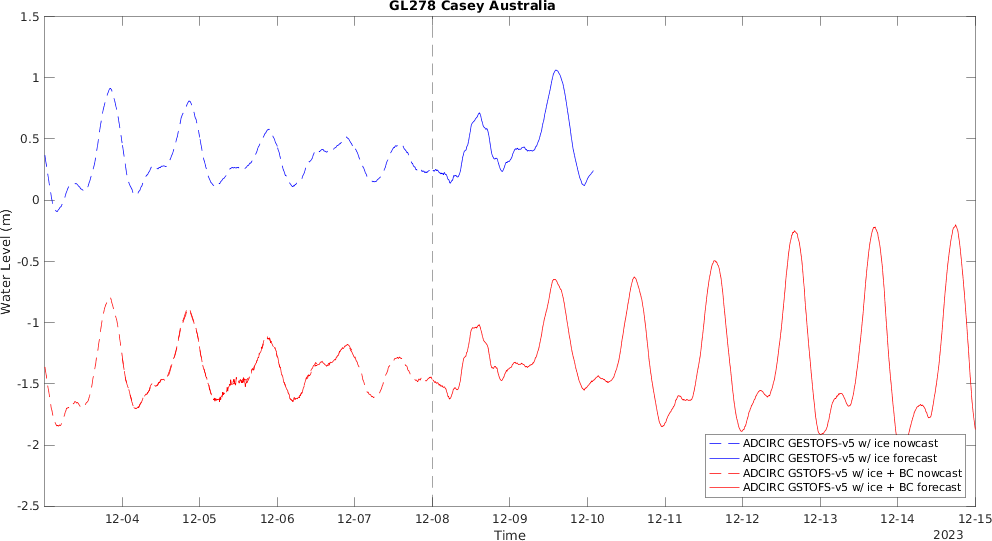 GL278 Casey Australia
1.5
1
0.5
0
-0.5
-1
-1.5
-2
-2.5
Water Level (m)
ADCIRC GESTOFS-v5 w/ ice nowcast
ADCIRC GESTOFS-v5 w/ ice forecast
ADCIRC GSTOFS-v5 w/ ice + BC nowcast
ADCIRC GSTOFS-v5 w/ ice + BC forecast
12-04 12-05 12-06 12-07 12-08 12-09 12-10 12-11 12-12 12-13 12-14 12-15
Time
2023